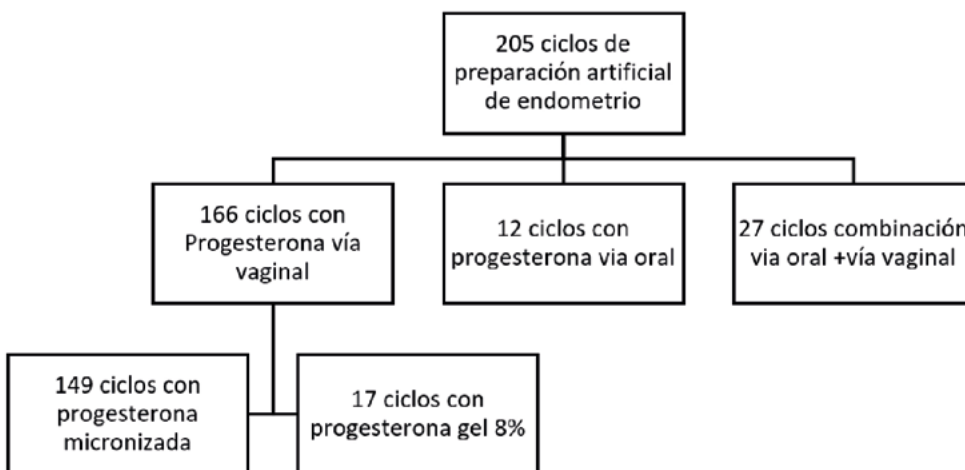 205 ciclos de
preparación artificial
de endometrio
166 ciclos con
Progesterona vía
vaginal
12 ciclos con
progesterona via oral
27 ciclos combinación
via oral +vía vaginal
149 ciclos con
progesterona
micronizada
17 ciclos con
progesterona gel 8%